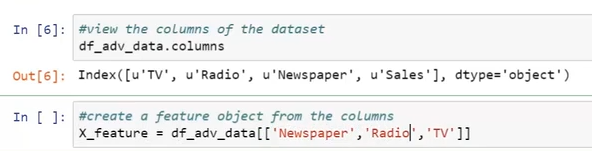 In [6]: #view the columns of the dataset
df_adv_data.columns
Out[6]: Index([u'TV', u'Radio', u'Newspaper', u'Sales'], dtype='object')
In [ ]: #create a feature object from the columns
X_feature = df_adv_data[['Newspaper','Radio','TV']]